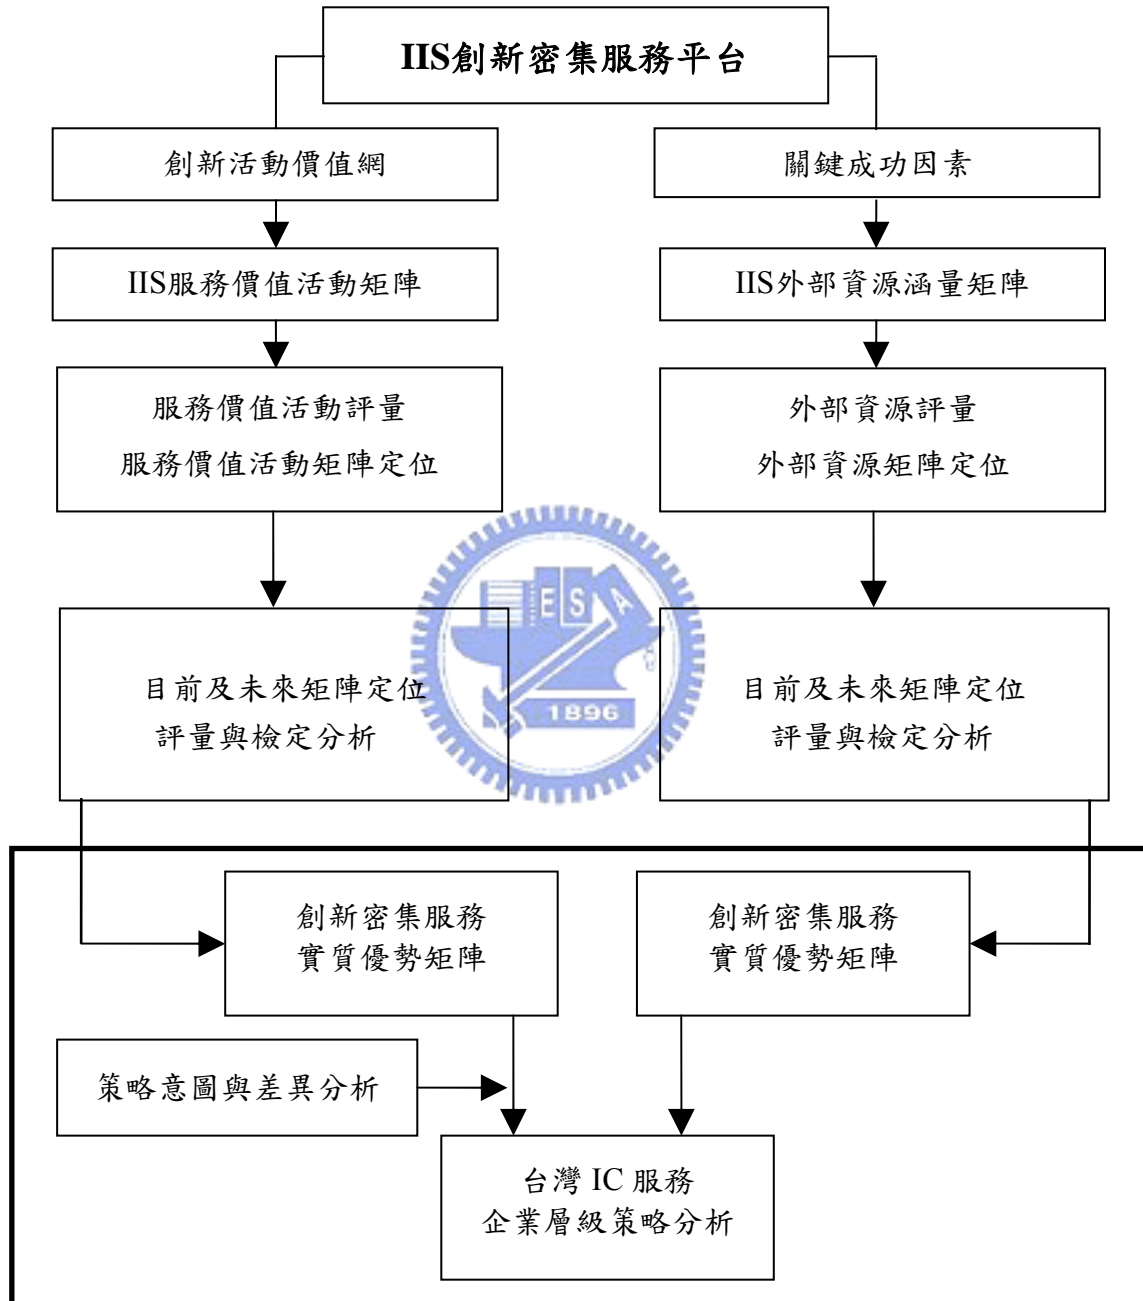 IIS創新密集服務平台
創新活動價值網
關鍵成功因素
IIS服務價值活動矩陣
IIS外部資源涵量矩陣
服務價值活動評量
服務價值活動矩陣定位
外部資源評量
外部資源矩陣定位
目前及未來矩陣定位
評量與檢定分析
目前及未來矩陣定位
評量與檢定分析
ESA
1896
創新密集服務
實質優勢矩陣
創新密集服務
實質優勢矩陣
策略意圖與差異分析
台灣 IC 服務
企業層級策略分析